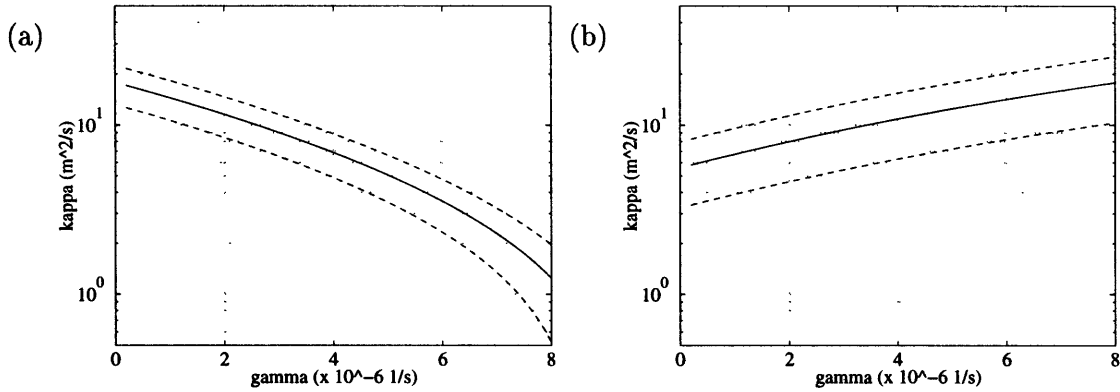 (a)
kappa (m^2/s)
10^1
10^0
0 2 4 6 8
gamma (x 10^−6 1/s)
(b)
kappa (m^2/s)
10^1
10^0
0 2 4 6 8
gamma (x 10^−6 1/s)